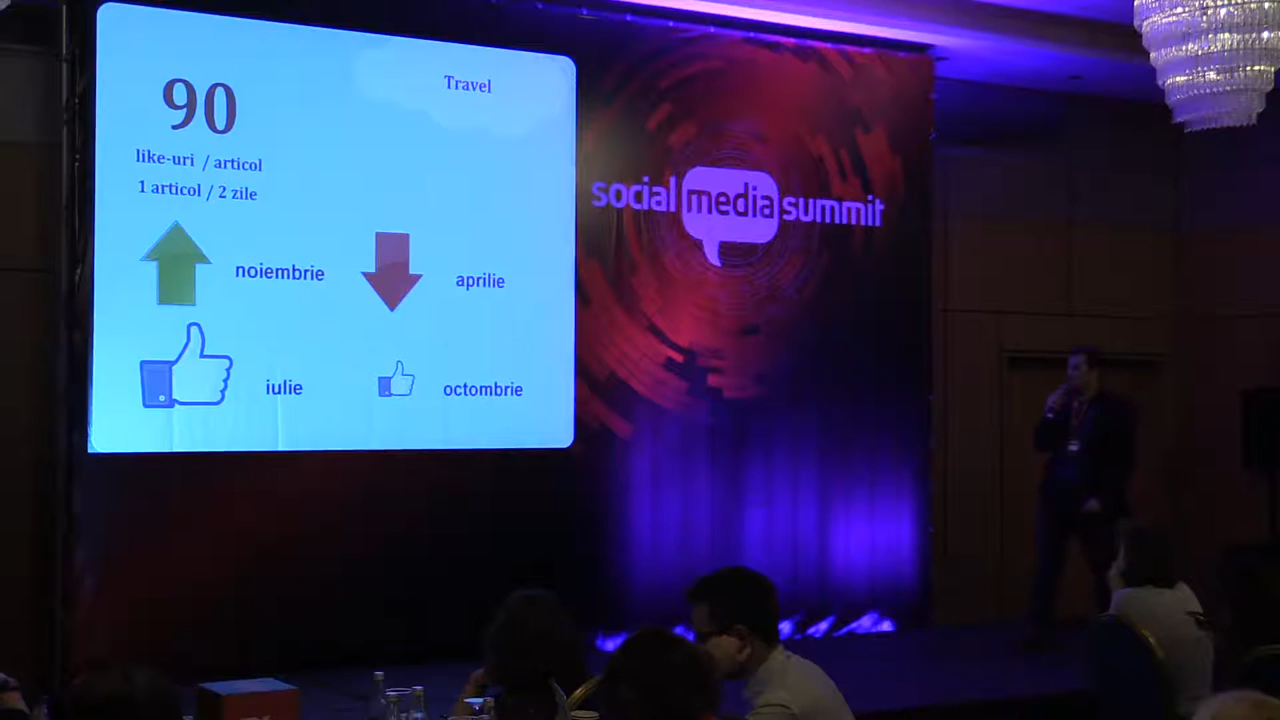 90
like-uri / articol
1 articol / 2 zile
Travel
noiembrie
aprilie
iulie
octombrie
social media summit